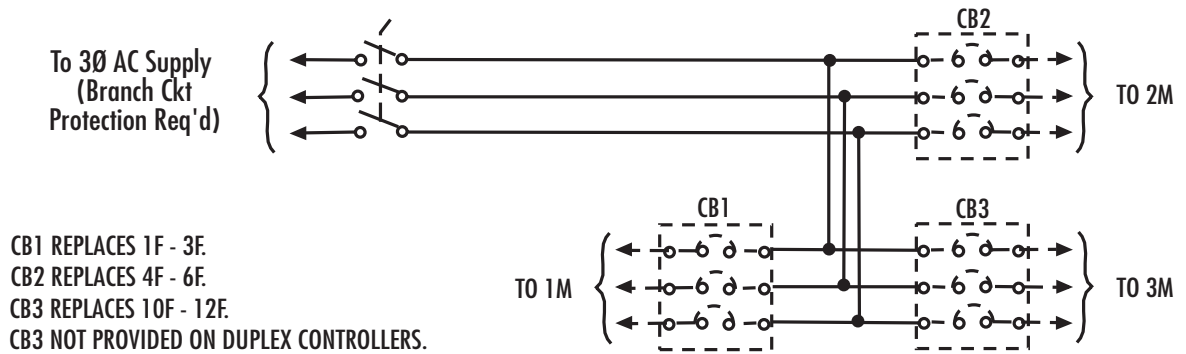 CB2
To 3Ø AC Supply
(Branch Ckt
Protection Req'd)
TO 2M
CB1
CB3
TO 1M
TO 3M
CB1 REPLACES 1F - 3F.
CB2 REPLACES 4F - 6F.
CB3 REPLACES 10F - 12F.
CB3 NOT PROVIDED ON DUPLEX CONTROLLERS.